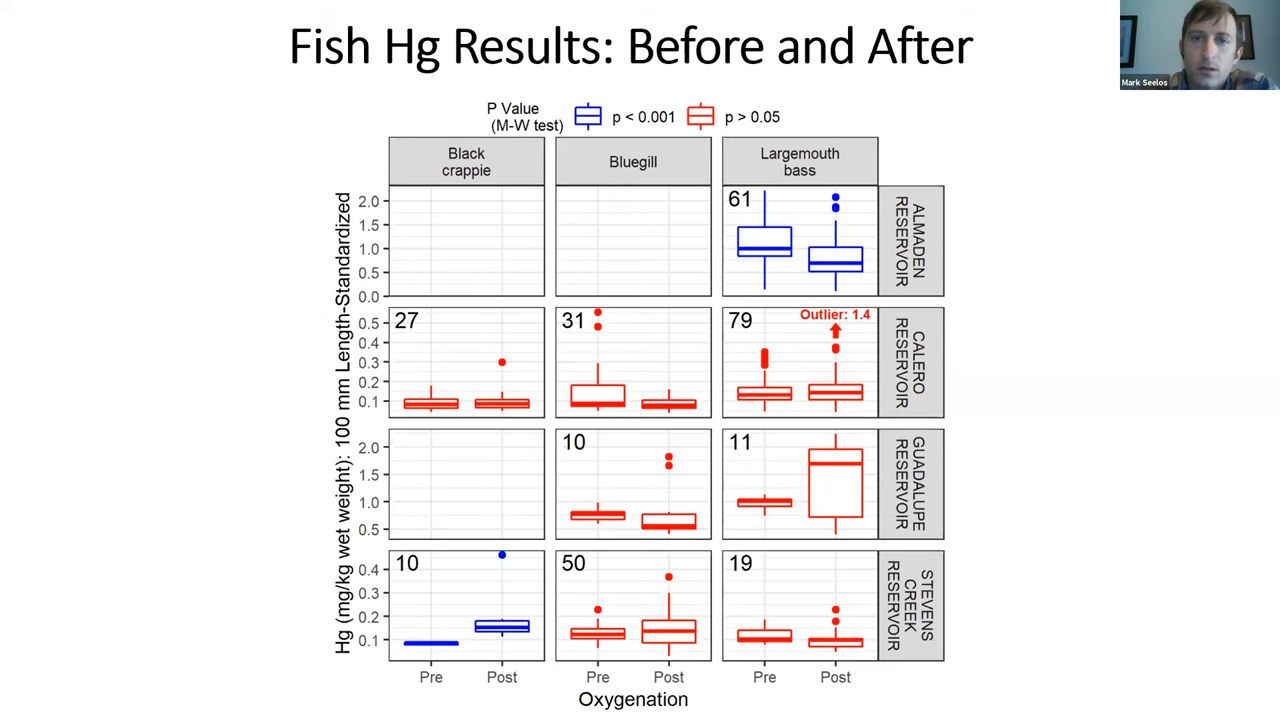 Fish Hg Results: Before and After
Mark Seelos
P Value
(M-W test)
p < 0.001
p > 0.05
Black
crappie
Bluegill
Largemouth
bass
Hg (mg/kg wet weight): 100 mm Length-Standardized
2.0
1.5
1.0
0.5
0.0
61
ALMADEN
RESERVOIR
0.5
0.4
0.3
0.2
0.1
27
31
79
Outlier: 1.4
CALERO
RESERVOIR
2.0
1.5
1.0
0.5
10
11
GUADALUPE
RESERVOIR
0.4
0.3
0.2
0.1
10
50
19
STEVENS
CREEK
RESERVOIR
Pre
Post
Pre
Post
Pre
Post
Oxygenation